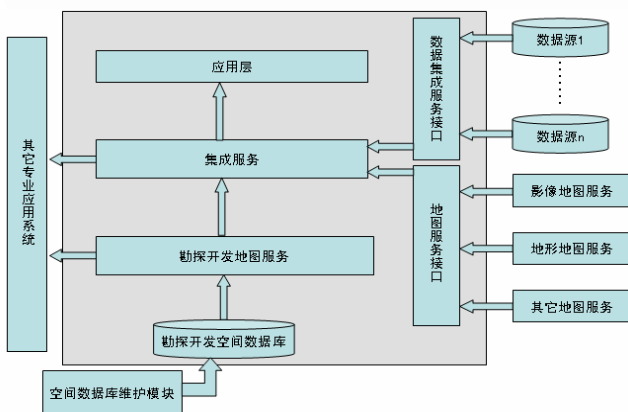 数据源1
应用层
数据集成服务接口
数据源n
集成服务
其它专业应用系统
影像地图服务
地图服务接口
地形地图服务
勘探开发地图服务
其它地图服务
勘探开发空间数据库
空间数据库维护模块